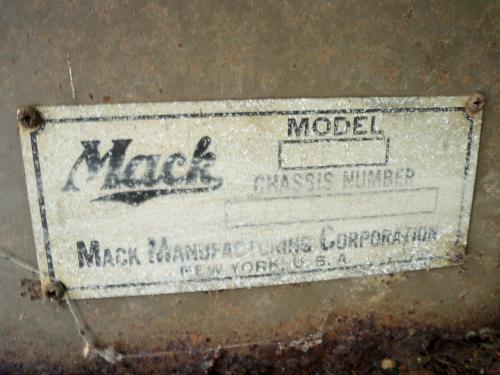 Mack
MODEL
CHASSIS NUMBER
MACK MANUFACTURING CORPORATION
NEW YORK, U.S.A.